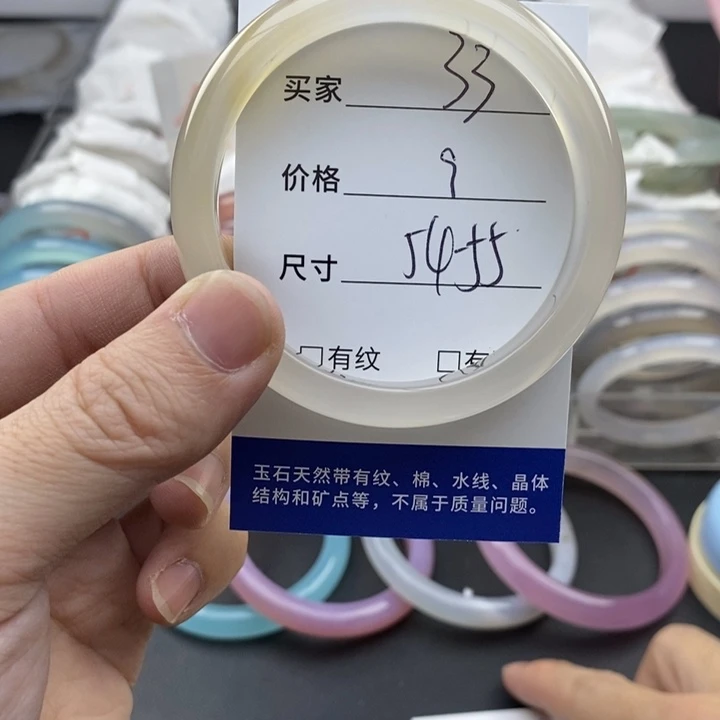 买家 33
价格 9
尺寸 54-55
□有纹 □有
玉石天然带有纹、棉、水线、晶体
结构和矿点等，不属于质量问题。